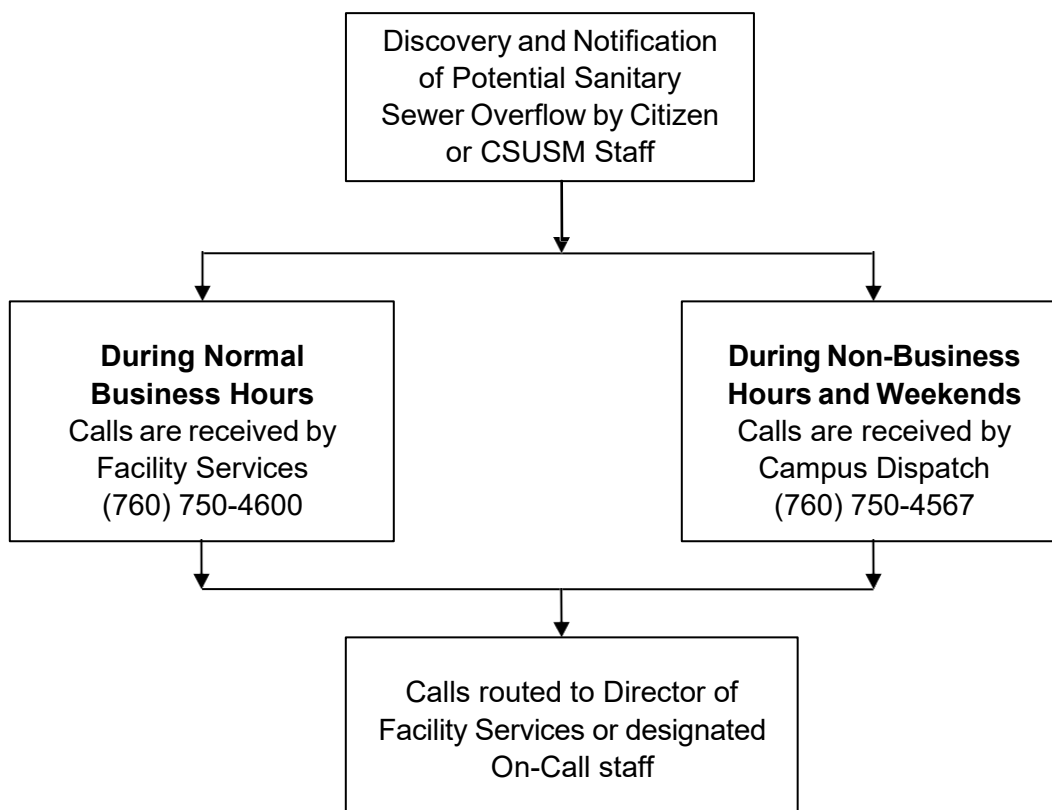 Discovery and Notification
of Potential Sanitary
Sewer Overflow by Citizen
or CSUSM Staff
During Normal
Business Hours
Calls are received by
Facility Services
(760) 750-4600
During Non-Business
Hours and Weekends
Calls are received by
Campus Dispatch
(760) 750-4567
Calls routed to Director of
Facility Services or designated
On-Call staff